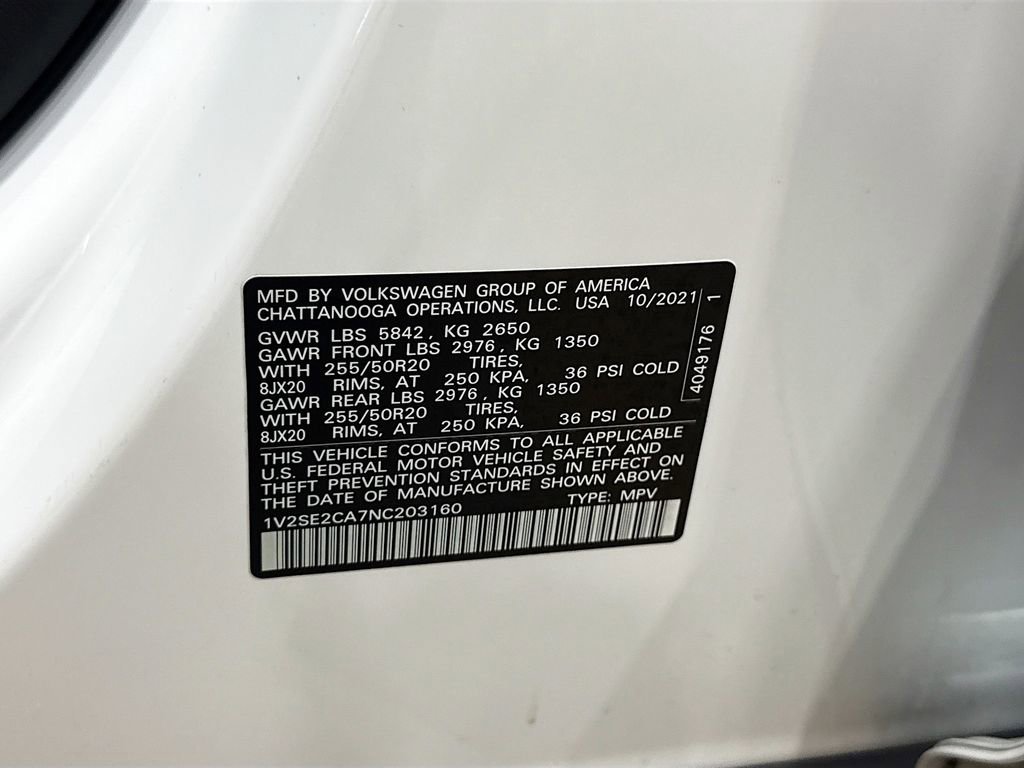 MFD BY VOLKSWAGEN GROUP OF AMERICA
CHATTANOOGA OPERATIONS, LLC. USA 10/2021
GVWR LBS 5842, KG 2650
GAWR FRONT LBS 2976, KG 1350
WITH 255/50R20 TIRES,
8JX20 RIMS, AT 250 KPA, 36 PSI COLD
GAWR REAR LBS 2976, KG 1350
WITH 255/50R20 TIRES,
8JX20 RIMS, AT 250 KPA, 36 PSI COLD
THIS VEHICLE CONFORMS TO ALL APPLICABLE
U.S. FEDERAL MOTOR VEHICLE SAFETY AND
THEFT PREVENTION STANDARDS IN EFFECT ON
THE DATE OF MANUFACTURE SHOWN ABOVE.
1V2SE2CA7NC203160 TYPE: MPV
4049176 1